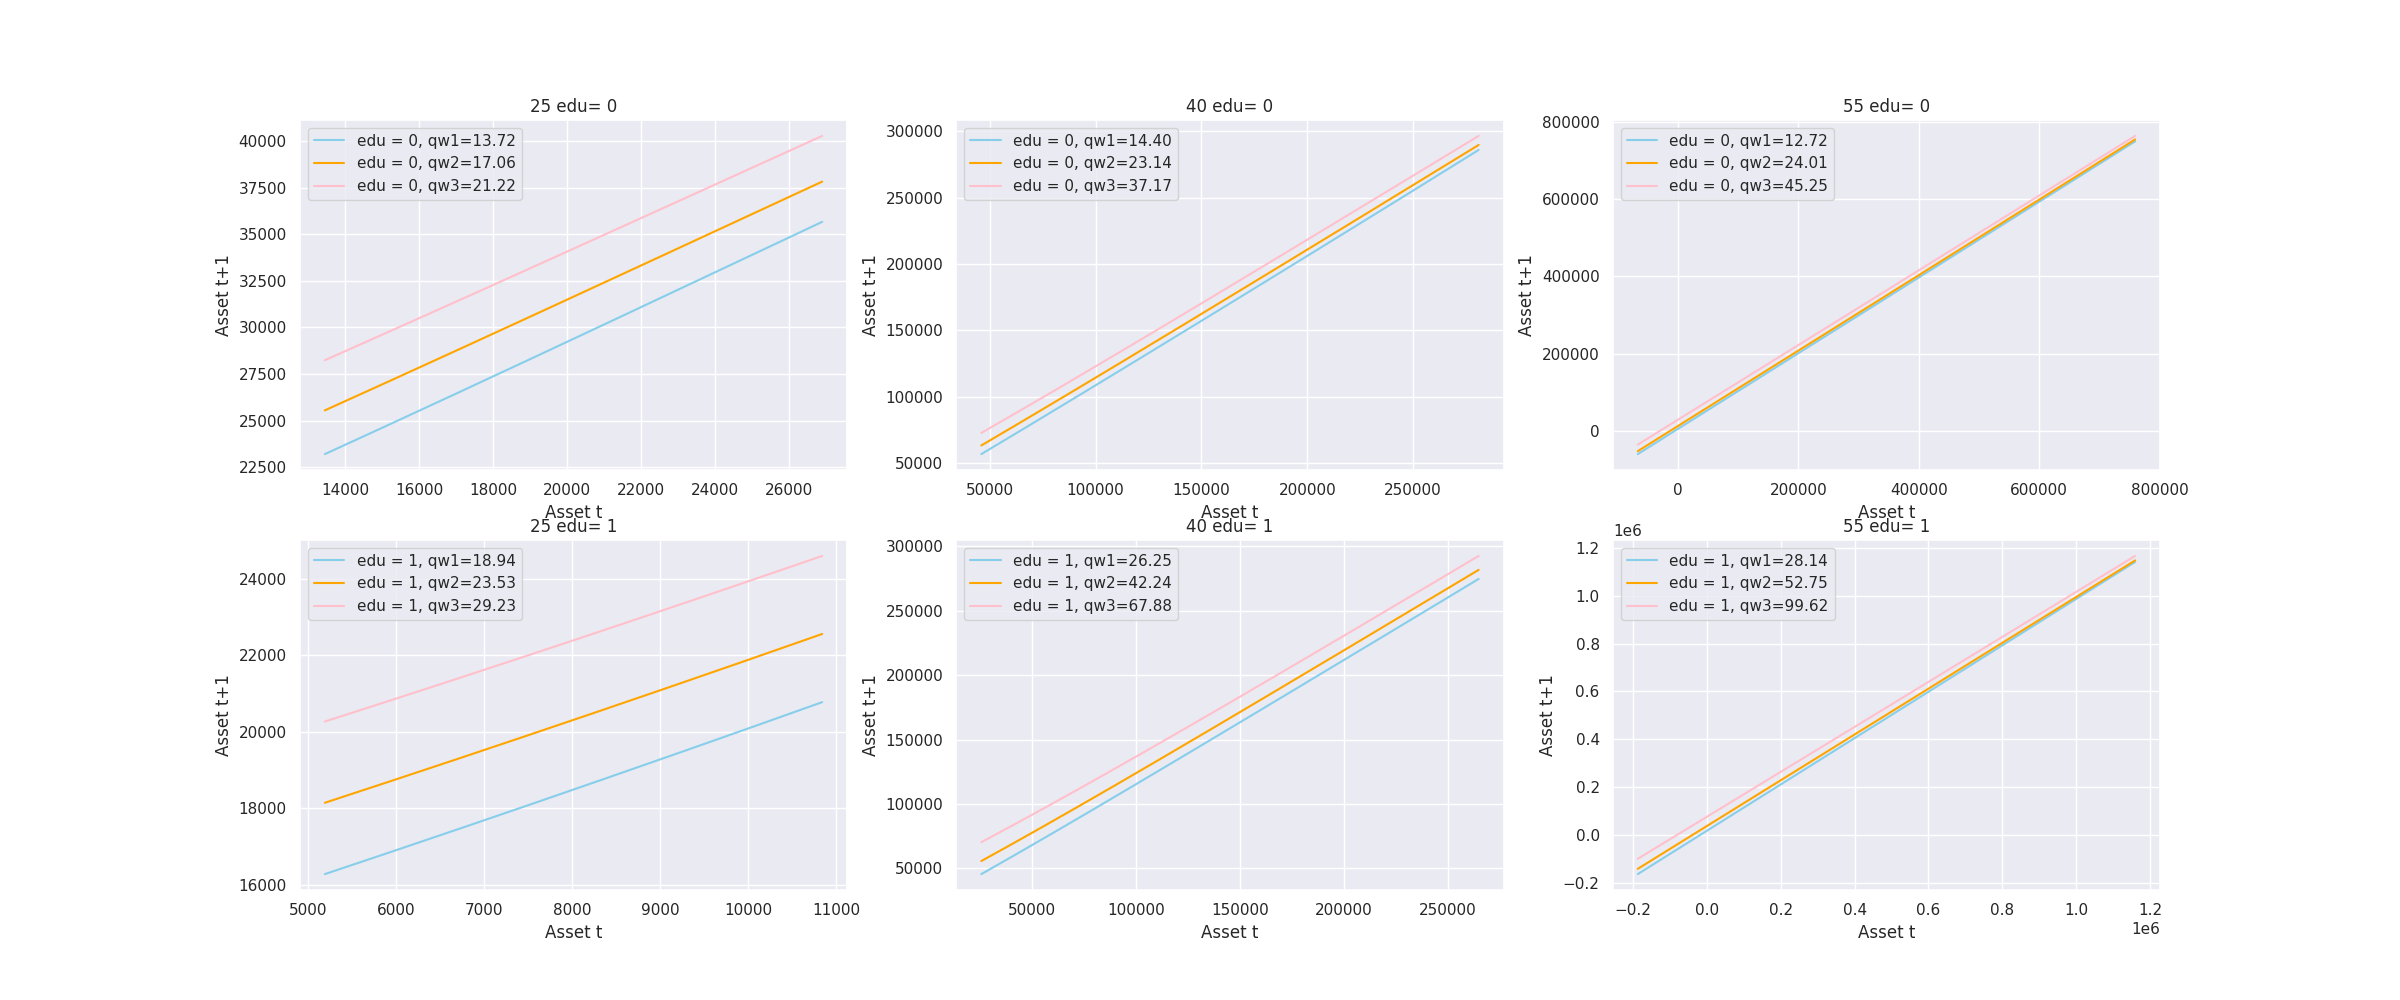 25 edu= 0
edu = 0, qw1=13.72
edu = 0, qw2=17.06
edu = 0, qw3=21.22
40000
37500
35000
32500
30000
27500
25000
22500
Asset t+1
14000 16000 18000 20000 22000 24000 26000
Asset t
40 edu= 0
edu = 0, qw1=14.40
edu = 0, qw2=23.14
edu = 0, qw3=37.17
300000
250000
200000
150000
100000
50000
Asset t+1
50000 100000 150000 200000 250000
Asset t
55 edu= 0
edu = 0, qw1=12.72
edu = 0, qw2=24.01
edu = 0, qw3=45.25
800000
600000
400000
200000
0
Asset t+1
0 200000 400000 600000 800000
Asset t
25 edu= 1
edu = 1, qw1=18.94
edu = 1, qw2=23.53
edu = 1, qw3=29.23
24000
22000
20000
18000
16000
Asset t+1
5000 6000 7000 8000 9000 10000 11000
Asset t
40 edu= 1
edu = 1, qw1=26.25
edu = 1, qw2=42.24
edu = 1, qw3=67.88
300000
250000
200000
150000
100000
50000
Asset t+1
50000 100000 150000 200000 250000
Asset t
55 edu= 1
1e6
edu = 1, qw1=28.14
edu = 1, qw2=52.75
edu = 1, qw3=99.62
1.2
1.0
0.8
0.6
0.4
0.2
0.0
−0.2
Asset t+1
−0.2 0.0 0.2 0.4 0.6 0.8 1.0 1.2
1e6
Asset t